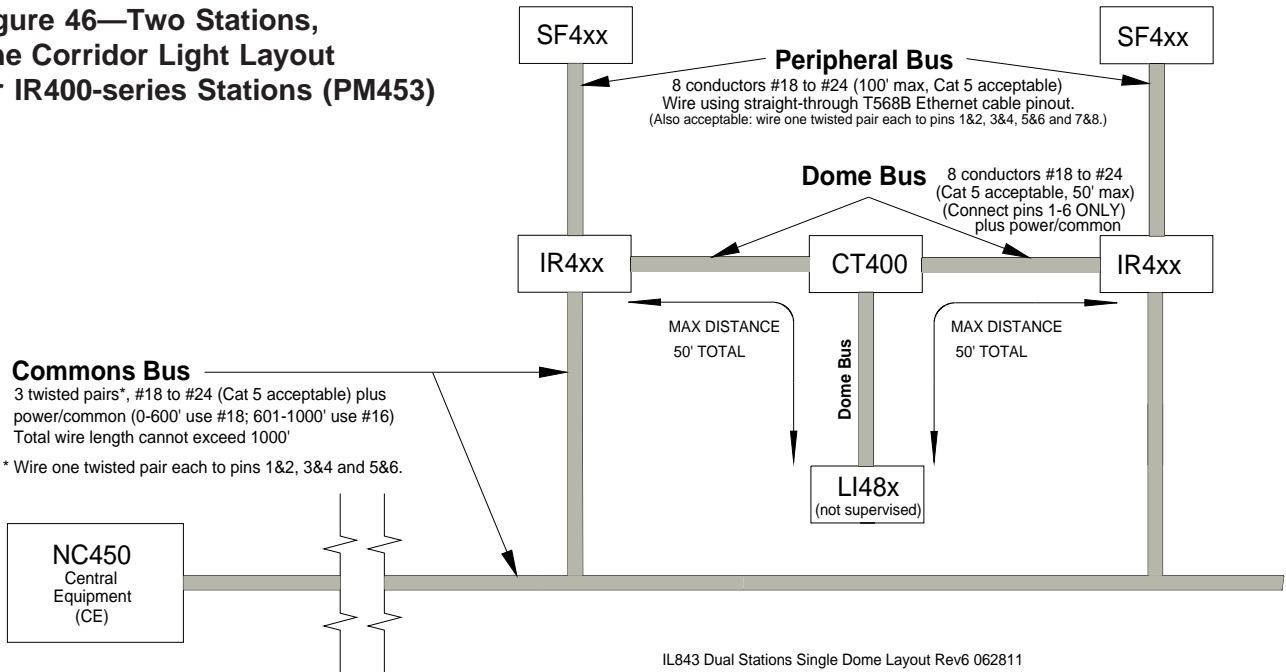 gure 46—Two Stations,
ne Corridor Light Layout
r IR400-series Stations (PM453)
SF4xx
SF4xx
Peripheral Bus
8 conductors #18 to #24 (100' max, Cat 5 acceptable)
Wire using straight-through T568B Ethernet cable pinout.
(Also acceptable: wire one twisted pair each to pins 1&2, 3&4, 5&6 and 7&8.)
Dome Bus
8 conductors #18 to #24
(Cat 5 acceptable, 50' max)
(Connect pins 1-6 ONLY)
plus power/common
IR4xx
CT400
IR4xx
MAX DISTANCE
50' TOTAL
Dome Bus
MAX DISTANCE
50' TOTAL
Commons Bus
3 twisted pairs*, #18 to #24 (Cat 5 acceptable) plus
power/common (0-600' use #18; 601-1000' use #16)
Total wire length cannot exceed 1000'
* Wire one twisted pair each to pins 1&2, 3&4 and 5&6.
LI48x
(not supervised)
NC450
Central
Equipment
(CE)
IL843 Dual Stations Single Dome Layout Rev6 062811